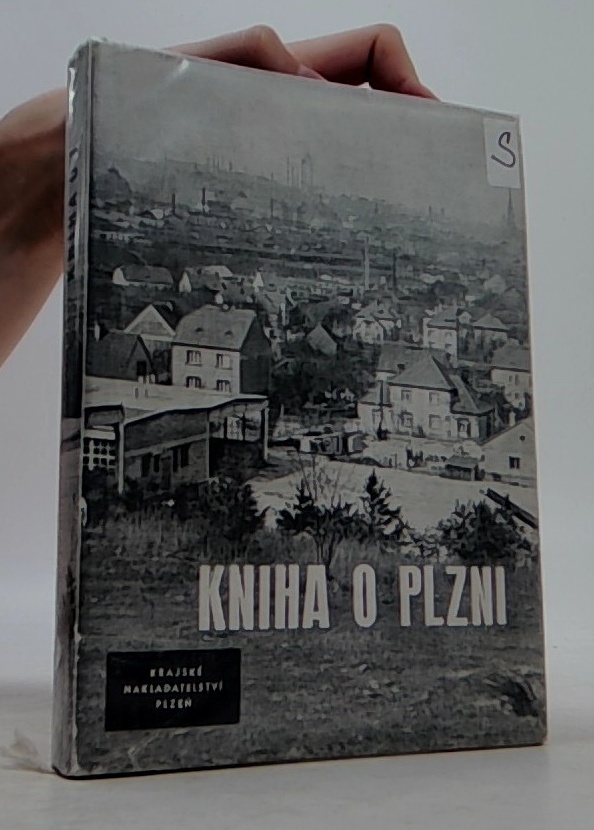 S
KNIHA O PLZNI
KRAJSKÉ
NAKLADATELSTVÍ
PLZEŇ